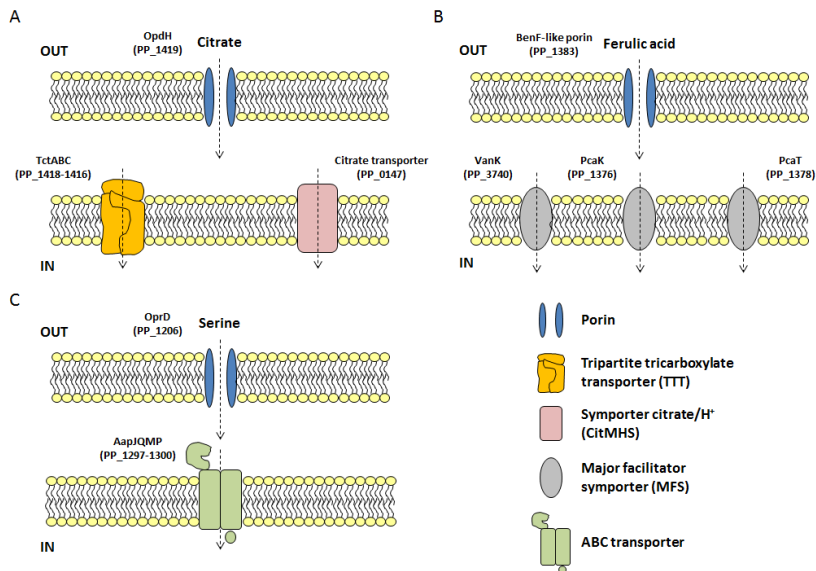 A
OUT
OpdH
(PP_1419)
Citrate
TctABC
(PP_1418-1416)
Citrate transporter
(PP_0147)
IN
B
OUT
BenF-like porin
(PP_1383)
Ferulic acid
VanK
(PP_3740)
PcaK
(PP_1376)
PcaT
(PP_1378)
IN
C
OUT
OprD
(PP_1206)
Serine
AapJQMP
(PP_1297-1300)
IN
Porin
Tripartite tricarboxylate
transporter (TTT)
Symporter citrate/H⁺
(CitMHS)
Major facilitator
symporter (MFS)
ABC transporter